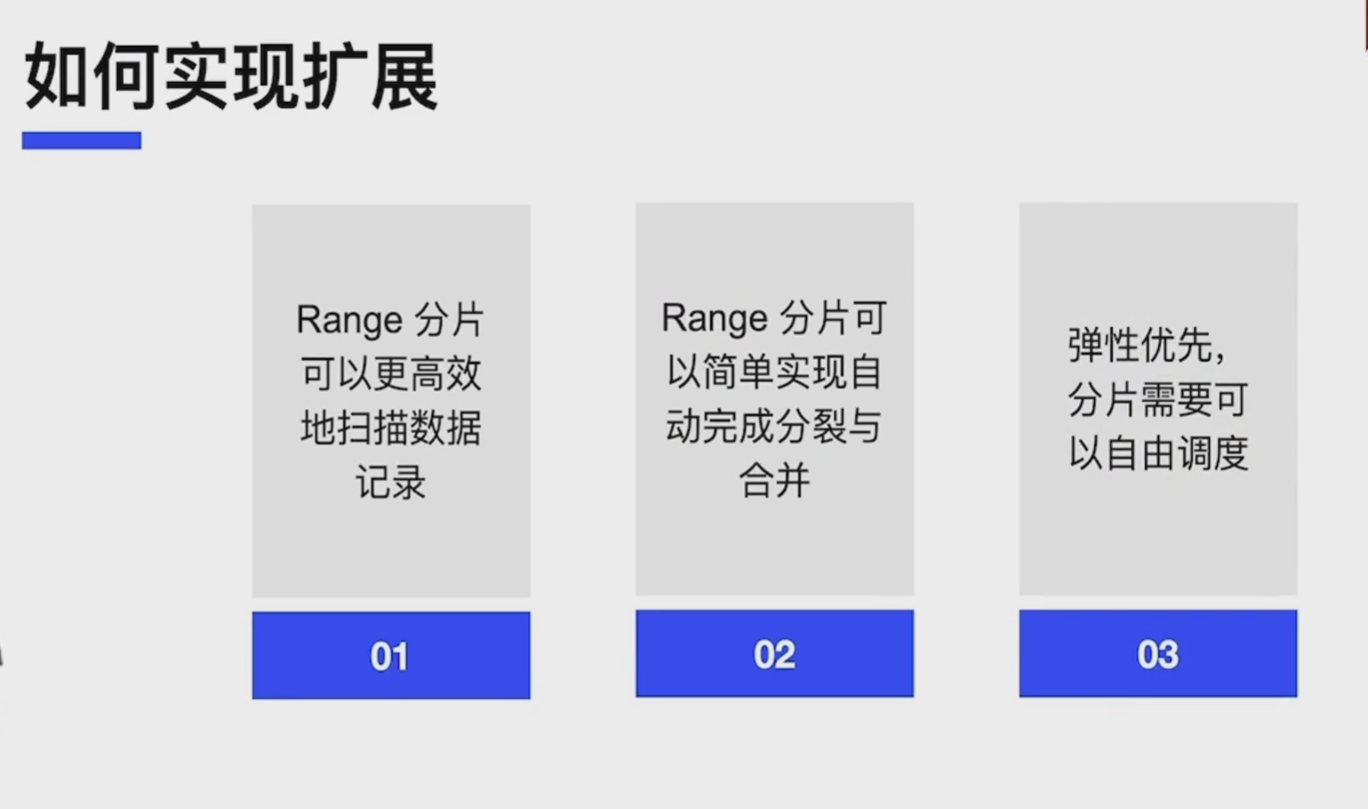 如何实现扩展
Range 分片
可以更高效
地扫描数据
记录
01
Range 分片可
以简单实现自
动完成分裂与
合并
02
弹性优先，
分片需要可
以自由调度
03